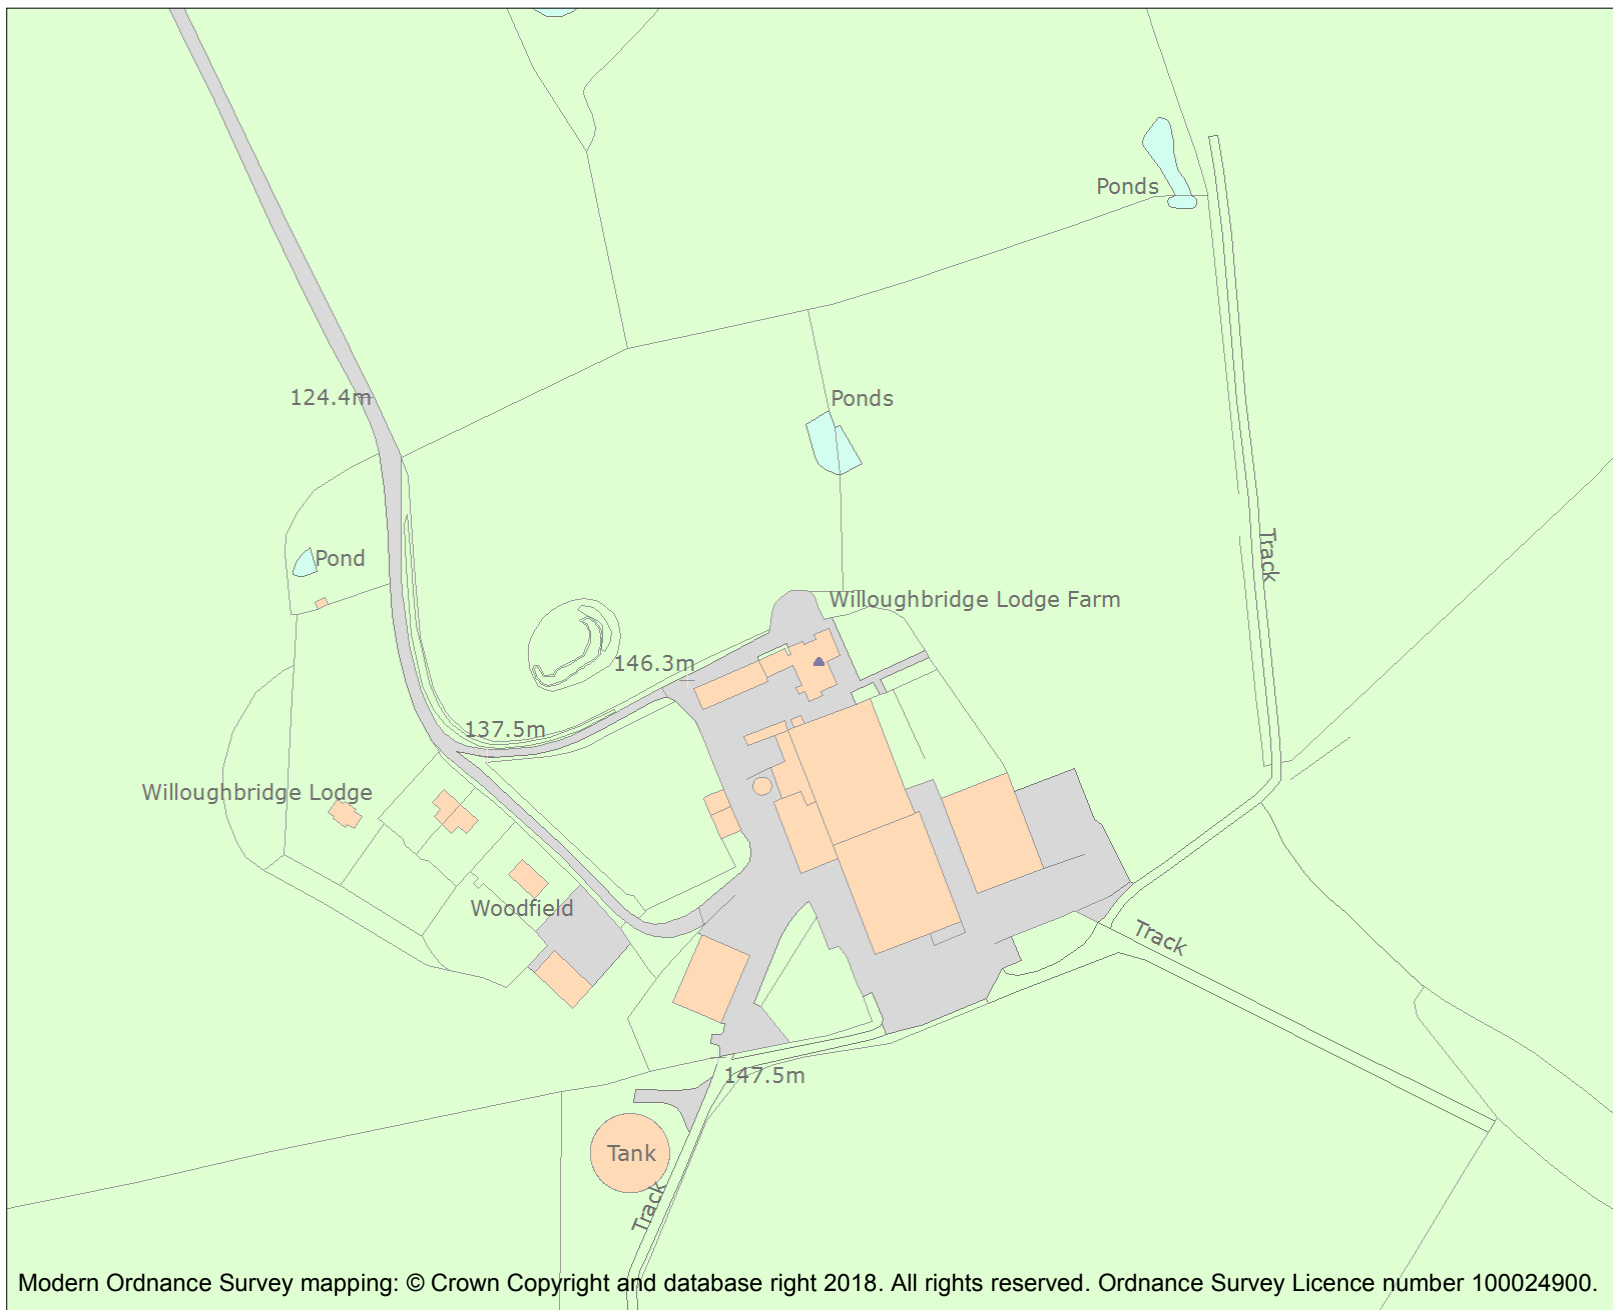 Ponds
124.4m
Ponds
Pond
Track
Willoughbridge Lodge Farm
146.3m
137.5m
Willoughbridge Lodge
Woodfield
Track
147.5m
Tank
Track
Modern Ordnance Survey mapping: © Crown Copyright and database right 2018. All rights reserved. Ordnance Survey Licence number 100024900.